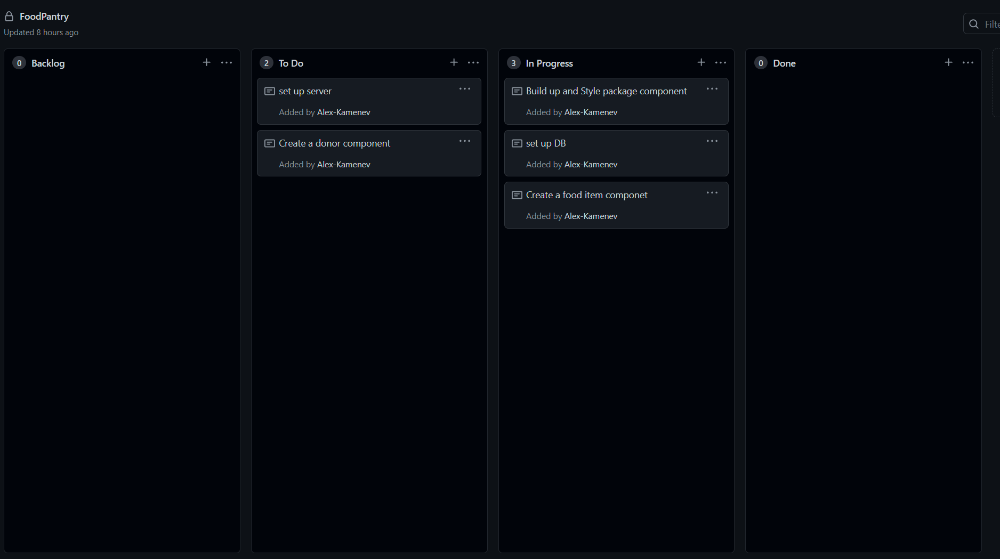 FoodPantry
Updated 8 hours ago
Filte
0 Backlog
2 To Do
set up server
Added by Alex-Kamenev
Create a donor component
Added by Alex-Kamenev
3 In Progress
Build up and Style package component
Added by Alex-Kamenev
set up DB
Added by Alex-Kamenev
Create a food item componet
Added by Alex-Kamenev
0 Done